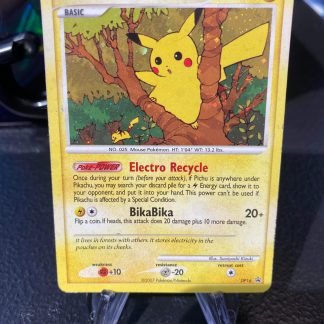 BASIC
NO. 025 Mouse Pokémon HT: 1'04" WT: 13.2 lbs.
POKé-POWER Electro Recycle
Once during your turn (before your attack), if Pichu is anywhere under
Pikachu, you may search your discard pile for a Energy card, show it to
your opponent, and put it into your hand. This power can't be used if
Pikachu is affected by a Special Condition.
BikaBika 20+
Flip a coin. If heads, this attack does 20 damage plus 10 more damage.
It lives in forests with others. It stores electricity in the
pouches on its cheeks.
weakness resistance retreat cost
+10 -20
©2007 Pokémon/Nintendo
DP16